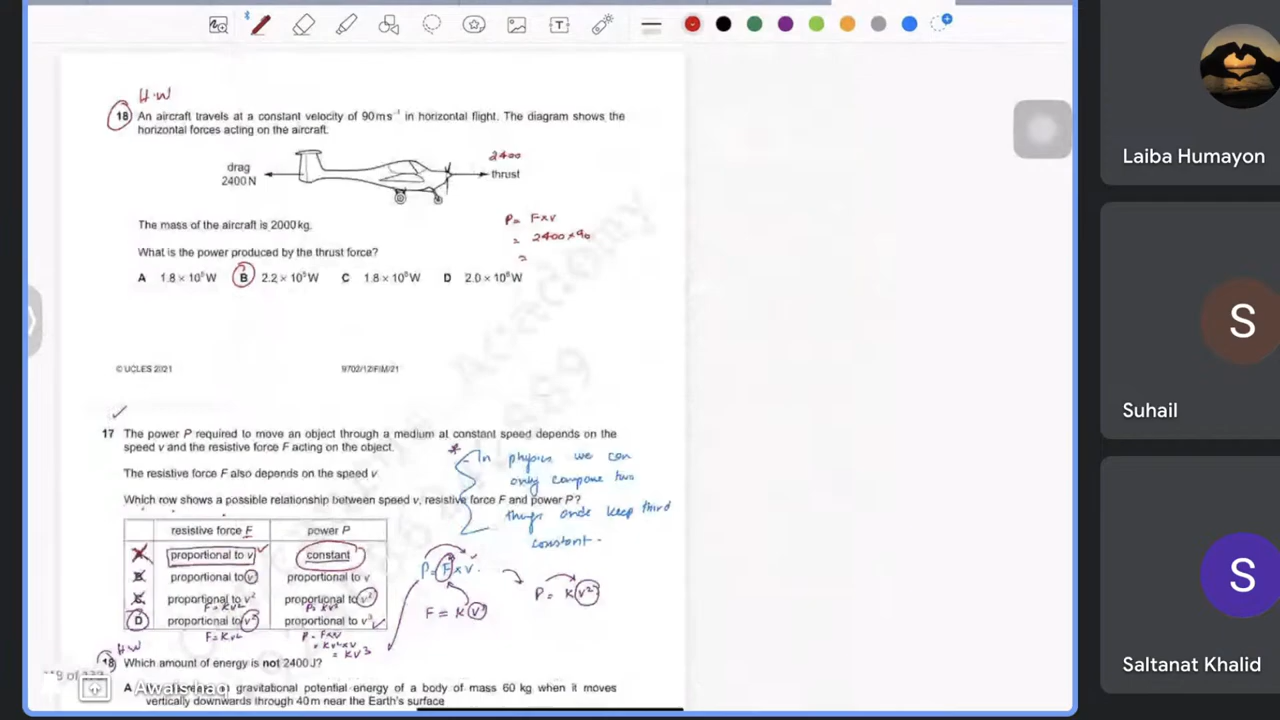 H.W
18 An aircraft travels at a constant velocity of 90 m s⁻¹ in horizontal flight. The diagram shows the
horizontal forces acting on the aircraft.
drag
2400 N
2400
thrust
The mass of the aircraft is 2000 kg.
P = F×v
= 2400 × 90
=
What is the power produced by the thrust force?
A 1.8 × 10⁵ W B 2.2 × 10⁵ W C 1.8 × 10⁶ W D 2.0 × 10⁶ W
© UCLES 2021 9702/12/F/M/21
17 The power P required to move an object through a medium at constant speed depends on the
speed v and the resistive force F acting on the object.
The resistive force F also depends on the speed v
Which row shows a possible relationship between speed v, resistive force F and power P?
* In physics we can
only compare two
things and keep third
constant.
resistive force F power P
A proportional to v constant
B proportional to v proportional to v
C proportional to v² proportional to v²
F = Kv² P = Kv²
D proportional to v² proportional to v³
F = Kv² P = F×v
= Kv²×v
= Kv³
P = F×v.
F = K v
P = K v²
H.W
18 Which amount of energy is not 2400 J?
A gravitational potential energy of a body of mass 60 kg when it moves
vertically downwards through 40 m near the Earth's surface
Awais haq
Laiba Humayon
S
Suhail
S
Saltanat Khalid